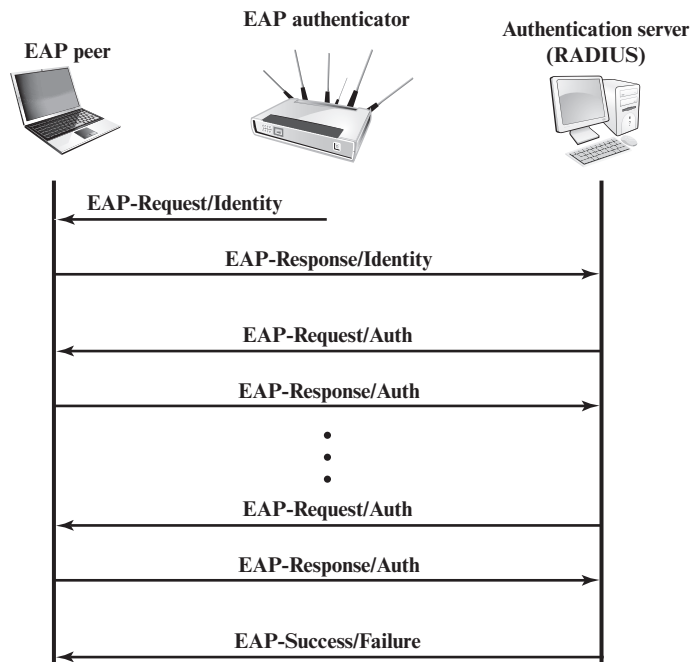 EAP peer
EAP authenticator
Authentication server
(RADIUS)
EAP-Request/Identity
EAP-Response/Identity
EAP-Request/Auth
EAP-Response/Auth
EAP-Request/Auth
EAP-Response/Auth
EAP-Success/Failure